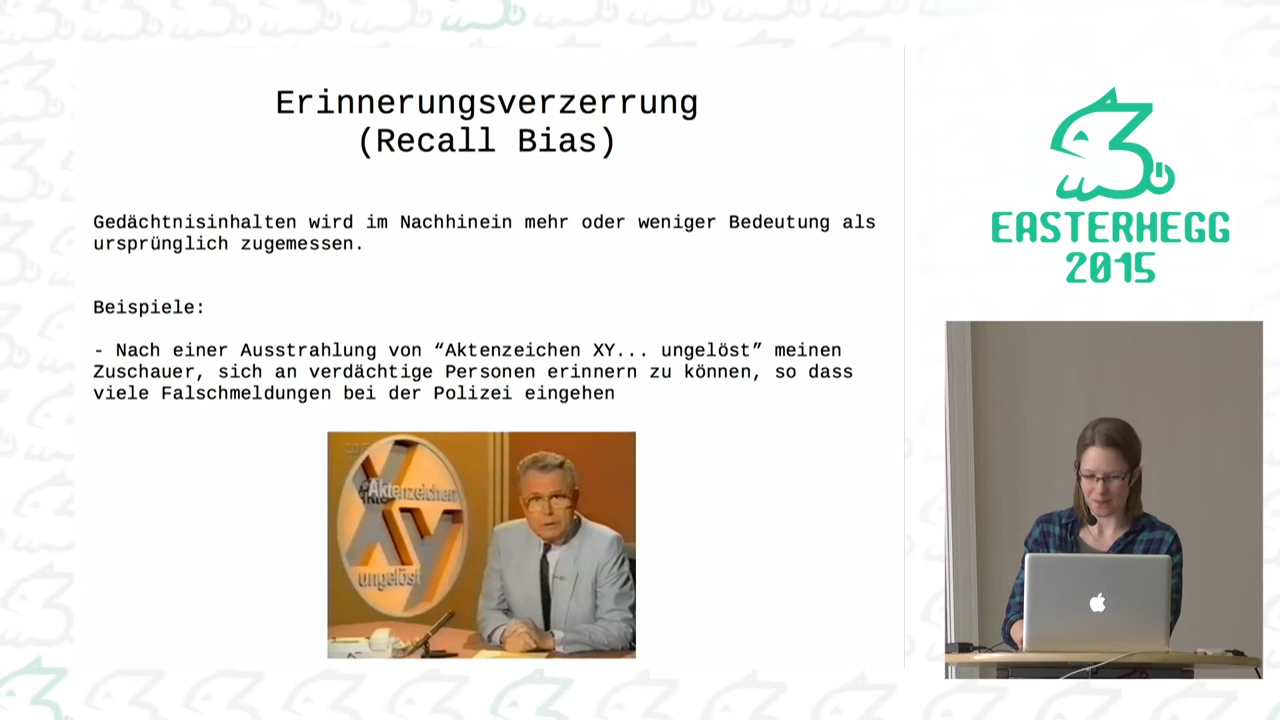 Erinnerungsverzerrung
(Recall Bias)
Gedächtnisinhalten wird im Nachhinein mehr oder weniger Bedeutung als
ursprünglich zugemessen.
Beispiele:
- Nach einer Ausstrahlung von “Aktenzeichen XY... ungelöst” meinen
Zuschauer, sich an verdächtige Personen erinnern zu können, so dass
viele Falschmeldungen bei der Polizei eingehen
Aktenzeichen
XY
ungelöst
EASTERHEGG
2015